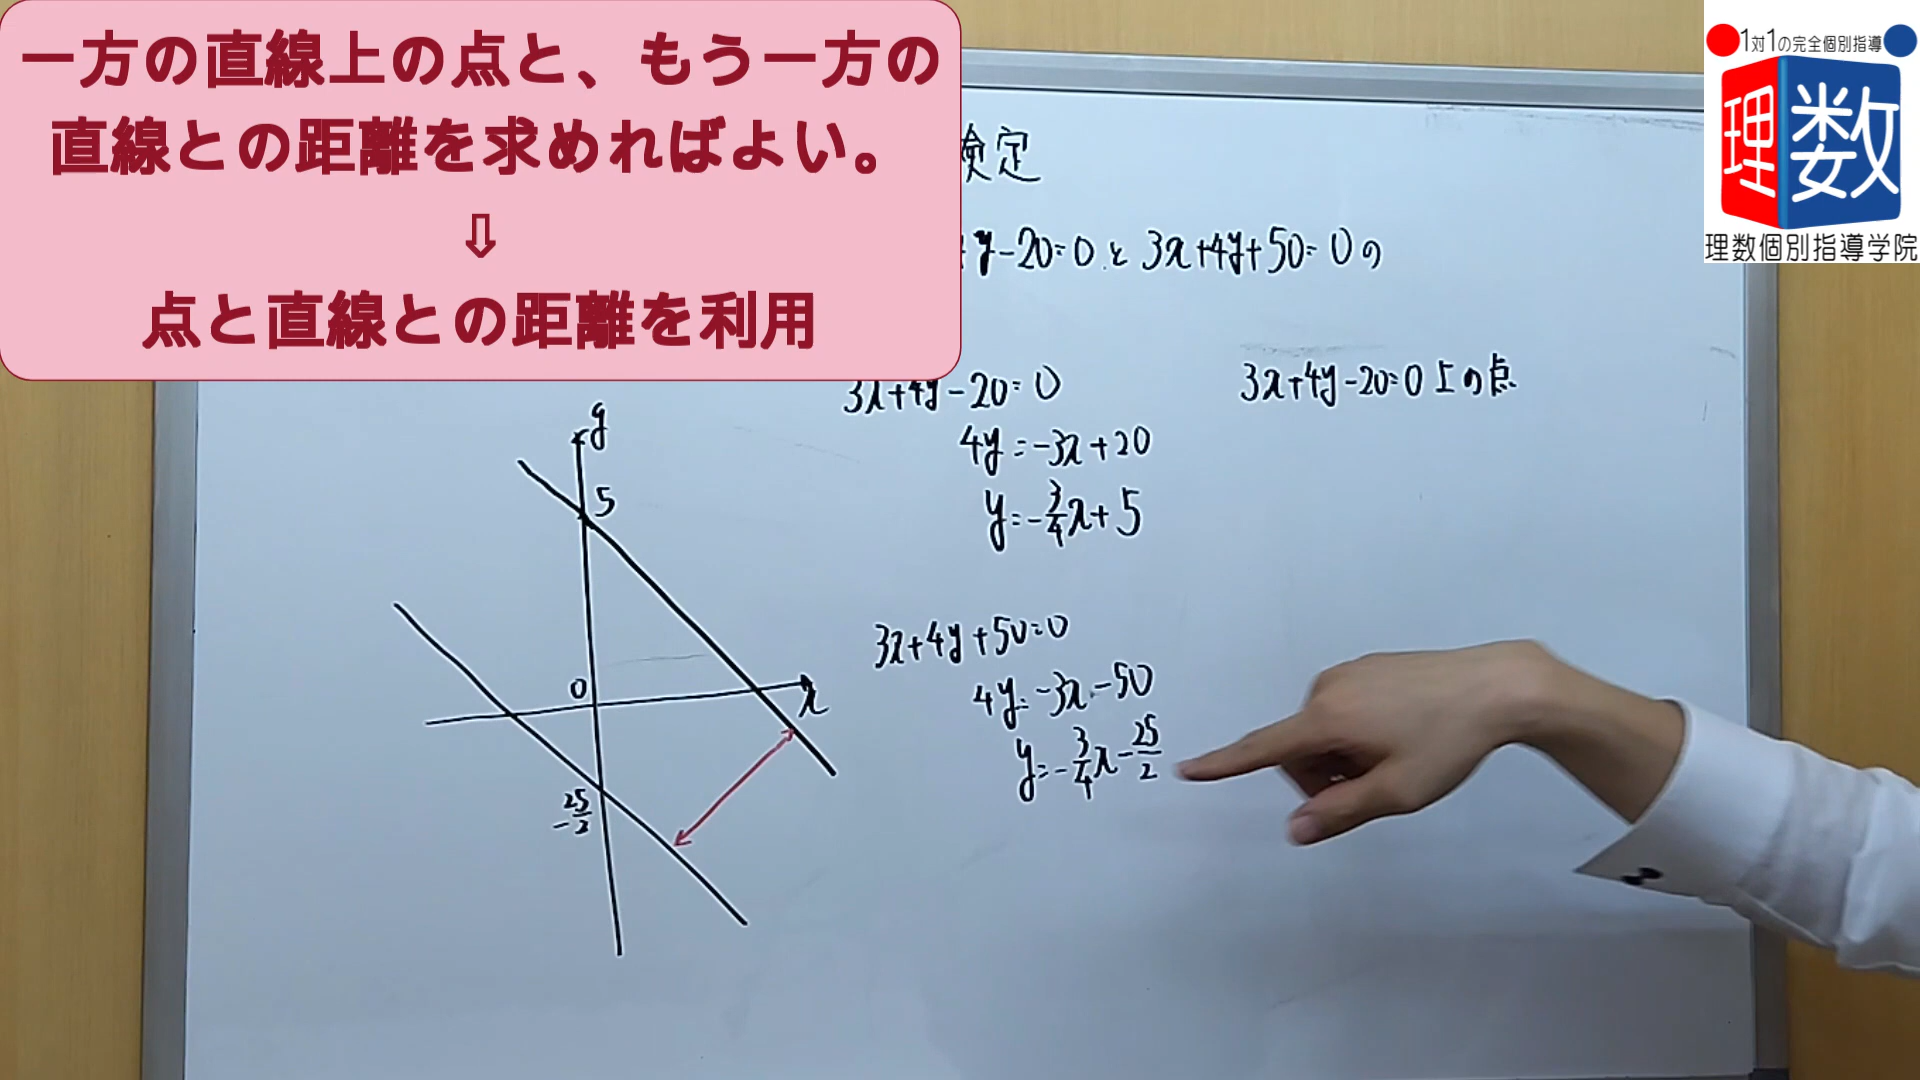 一方の直線上の点と、もう一方の
直線との距離を求めればよい。
⇩
点と直線との距離を利用
1対1の完全個別指導
理数
理数個別指導学院
検定
y-20=0と3x+4y+50=0の
3x+4y-20=0
4y=-3x+20
y=-3/4x+5
3x+4y-20=0上の点
3x+4y+50=0
4y=-3x-50
y=-3/4x-25/2
y
5
0
x
-25/2